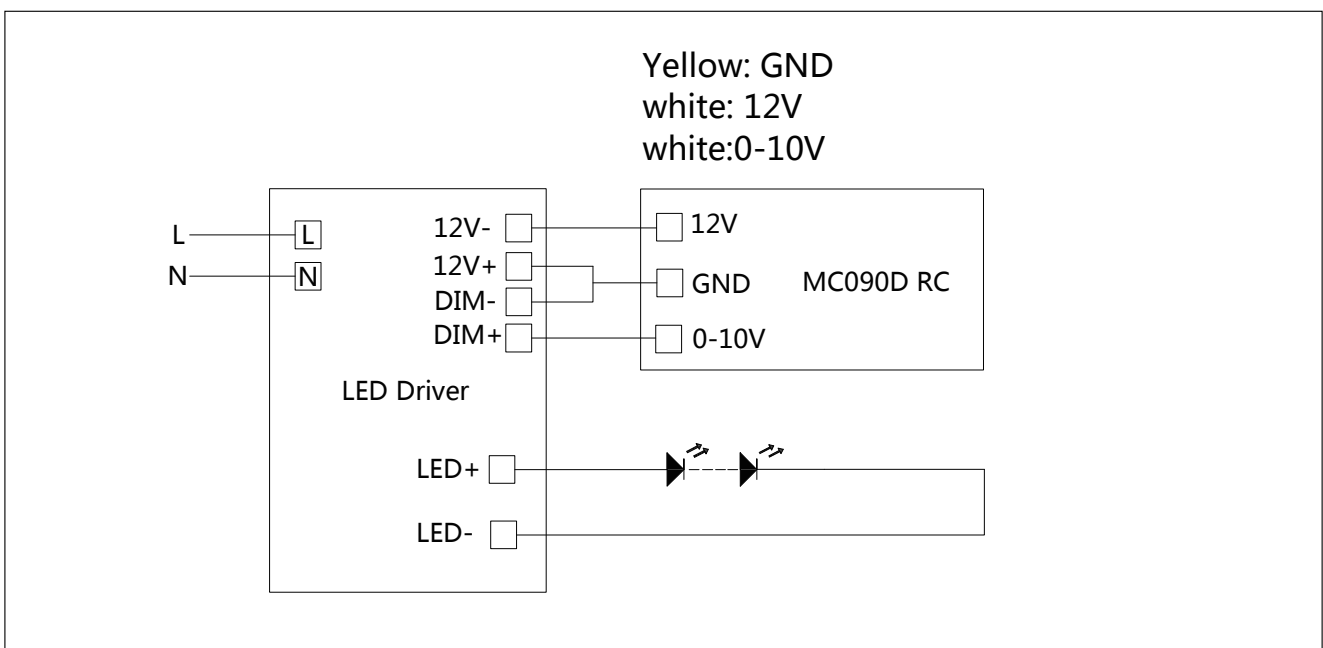 Yellow: GND
white: 12V
white:0-10V
L
L
N
N
12V-
12V+
DIM-
DIM+
LED Driver
LED+
LED-
12V
GND
MC090D RC
0-10V